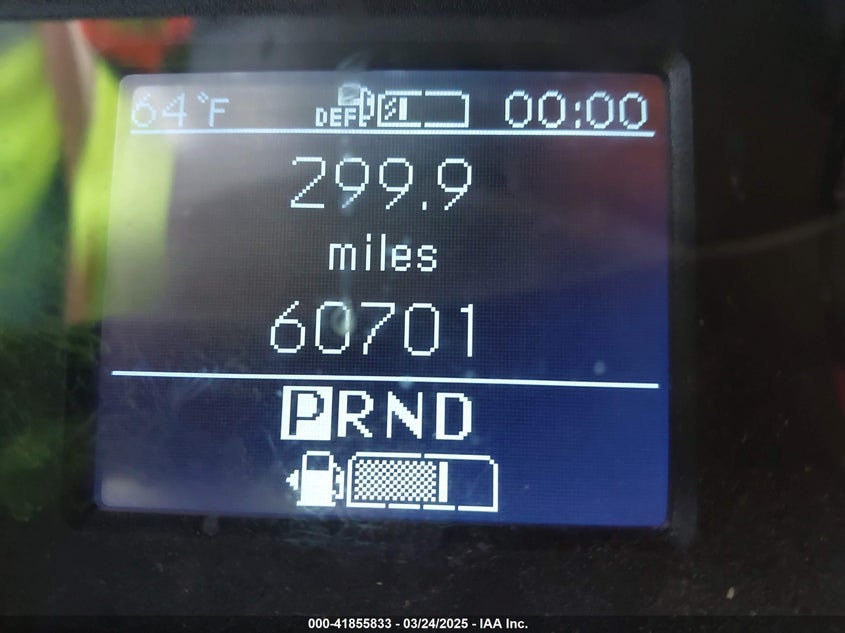 64°F DEF 00:00
299.9
miles
60701
PRND
000-41855833 - 03/24/2025 - IAA Inc.